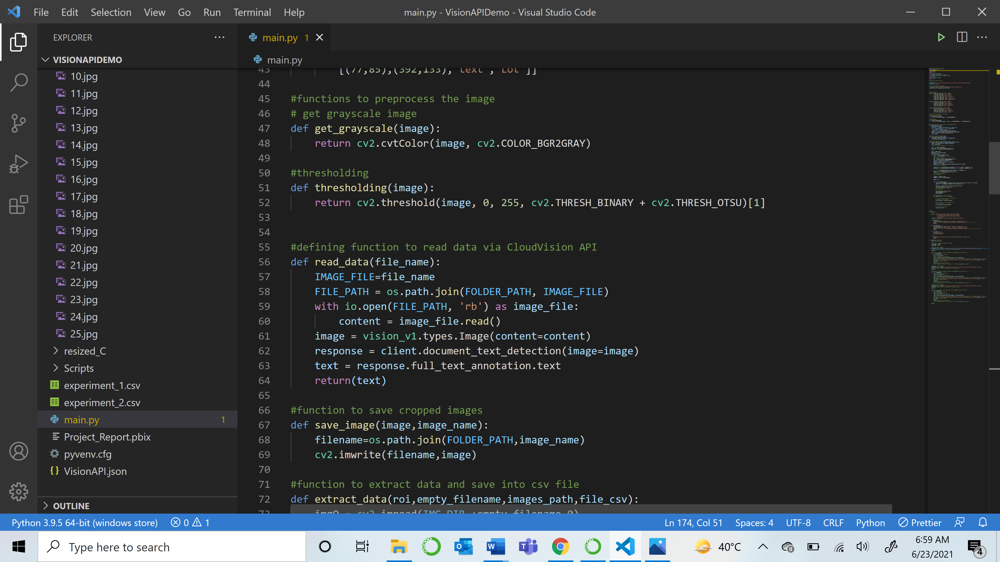 File Edit Selection View Go Run Terminal Help
main.py - VisionAPIDemo - Visual Studio Code
EXPLORER
VISIONAPIDEMO
10.jpg
11.jpg
12.jpg
13.jpg
14.jpg
15.jpg
16.jpg
17.jpg
18.jpg
19.jpg
20.jpg
21.jpg
22.jpg
23.jpg
24.jpg
25.jpg
resized_C
Scripts
experiment_1.csv
experiment_2.csv
main.py 1
Project_Report.pbix
pyvenv.cfg
VisionAPI.json
OUTLINE
main.py 1
main.py
43 [(77,85),(392,133),'text','Lot']]
44
45 #functions to preprocess the image
46 # get grayscale image
47 def get_grayscale(image):
48 return cv2.cvtColor(image, cv2.COLOR_BGR2GRAY)
49
50 #thresholding
51 def thresholding(image):
52 return cv2.threshold(image, 0, 255, cv2.THRESH_BINARY + cv2.THRESH_OTSU)[1]
53
54
55 #defining function to read data via CloudVision API
56 def read_data(file_name):
57 IMAGE_FILE=file_name
58 FILE_PATH = os.path.join(FOLDER_PATH, IMAGE_FILE)
59 with io.open(FILE_PATH, 'rb') as image_file:
60 content = image_file.read()
61 image = vision_v1.types.Image(content=content)
62 response = client.document_text_detection(image=image)
63 text = response.full_text_annotation.text
64 return(text)
65
66 #function to save cropped images
67 def save_image(image,image_name):
68 filename=os.path.join(FOLDER_PATH,image_name)
69 cv2.imwrite(filename,image)
70
71 #function to extract data and save into csv file
72 def extract_data(roi,empty_filename,images_path,file_csv):
73 imgQ = cv2.imread(IMG_DIR +empty_filename,0)
Python 3.9.5 64-bit (windows store) 0 1
Ln 174, Col 51 Spaces: 4 UTF-8 CRLF Python Prettier
Type here to search
40°C
6:59 AM
6/23/2021
4